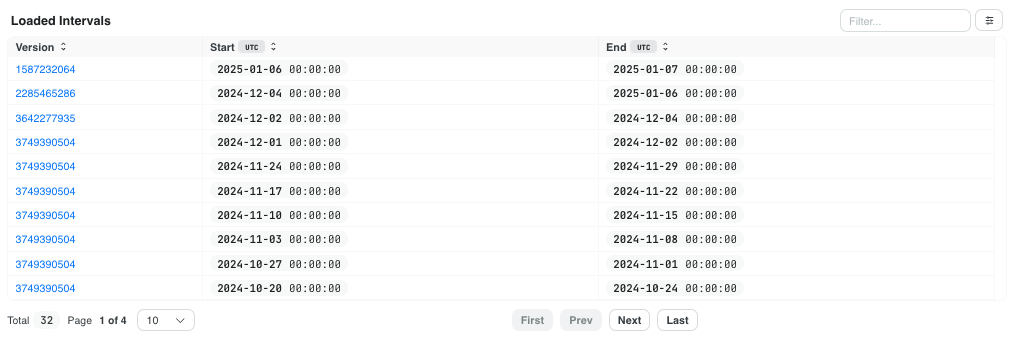 Loaded Intervals
Filter...
Version Start UTC End UTC
1587232064 2025-01-06 00:00:00 2025-01-07 00:00:00
2285465286 2024-12-04 00:00:00 2025-01-06 00:00:00
3642277935 2024-12-02 00:00:00 2024-12-04 00:00:00
3749390504 2024-12-01 00:00:00 2024-12-02 00:00:00
3749390504 2024-11-24 00:00:00 2024-11-29 00:00:00
3749390504 2024-11-17 00:00:00 2024-11-22 00:00:00
3749390504 2024-11-10 00:00:00 2024-11-15 00:00:00
3749390504 2024-11-03 00:00:00 2024-11-08 00:00:00
3749390504 2024-10-27 00:00:00 2024-11-01 00:00:00
3749390504 2024-10-20 00:00:00 2024-10-24 00:00:00
Total 32 Page 1 of 4 10 First Prev Next Last